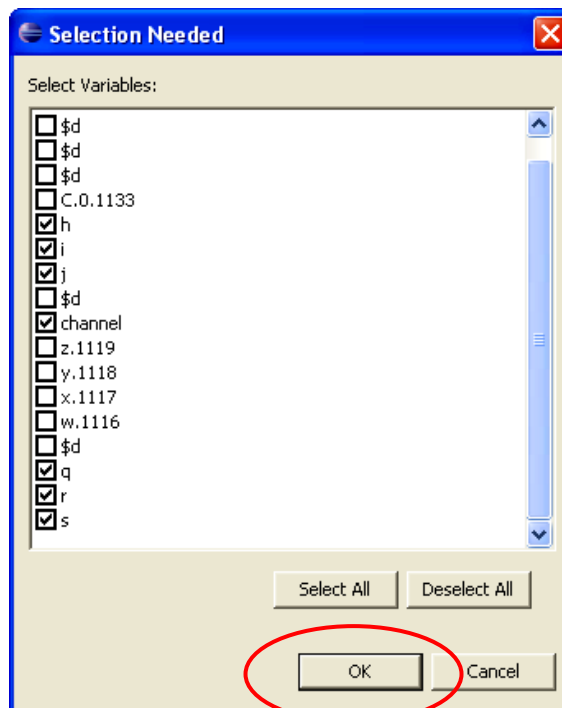 Selection Needed
Select Variables:
$d
$d
$d
C.0.1133
h
i
j
$d
channel
z.1119
y.1118
x.1117
w.1116
$d
q
r
s
Select All Deselect All
OK Cancel